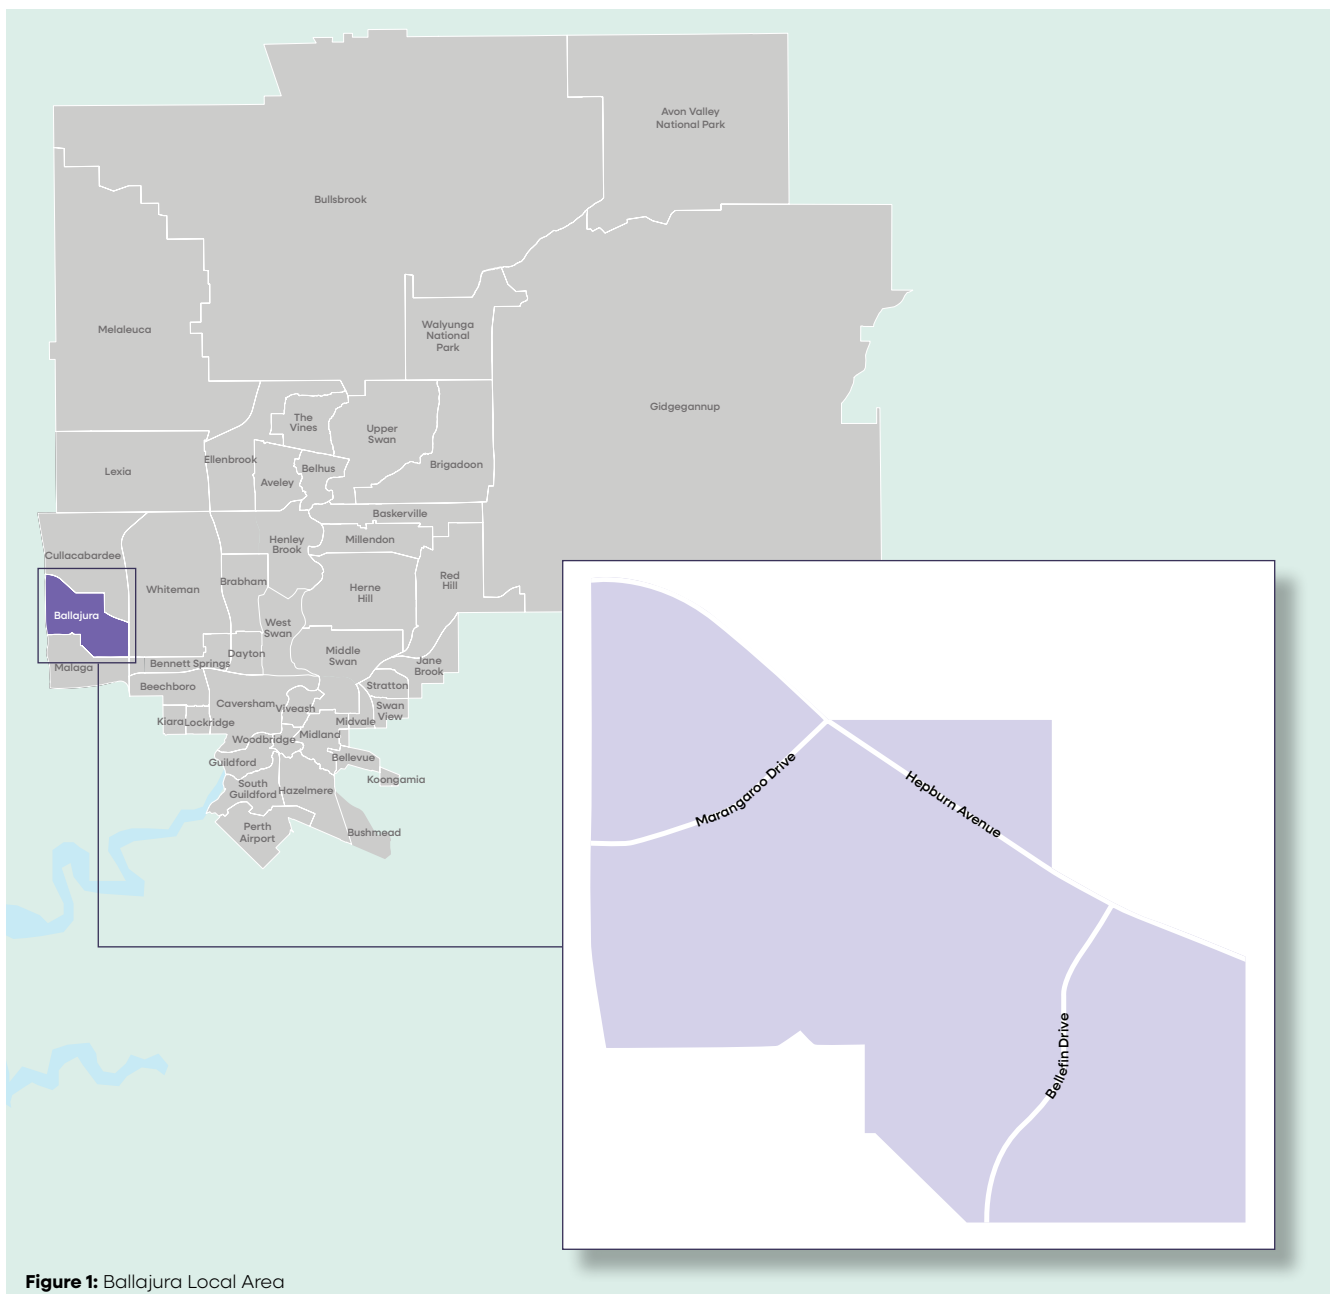 Avon Valley
National Park
Bullsbrook
Melaleuca
Walyunga
National
Park
Gidgegannup
The
Vines
Upper
Swan
Ellenbrook
Belhus
Brigadoon
Lexia
Aveley
Baskerville
Henley
Brook
Millendon
Cullacabardee
Whiteman
Brabham
Herne
Hill
Red
Hill
Ballajura
West
Swan
Dayton
Middle
Swan
Malaga
Bennett Springs
Jane
Brook
Beechboro
Stratton
Caversham
Viveash
Swan
View
Kiara
Lockridge
Midvale
Woodbridge
Midland
Guildford
Bellevue
Koongamia
South
Guildford
Hazelmere
Perth
Airport
Bushmead
Marangaroo Drive
Hepburn Avenue
Bellefin Drive
Figure 1: Ballajura Local Area